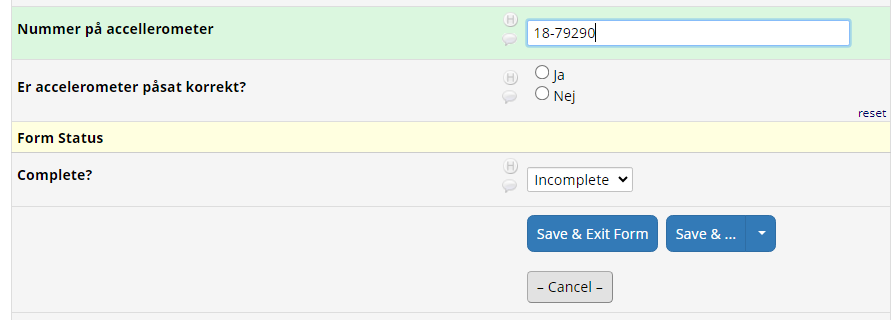 Nummer på accellerometer
H
18-79290
Er accelerometer påsat korrekt?
H
Ja
Nej
reset
Form Status
Complete?
H
Incomplete
Save & Exit Form
Save & ...
– Cancel –